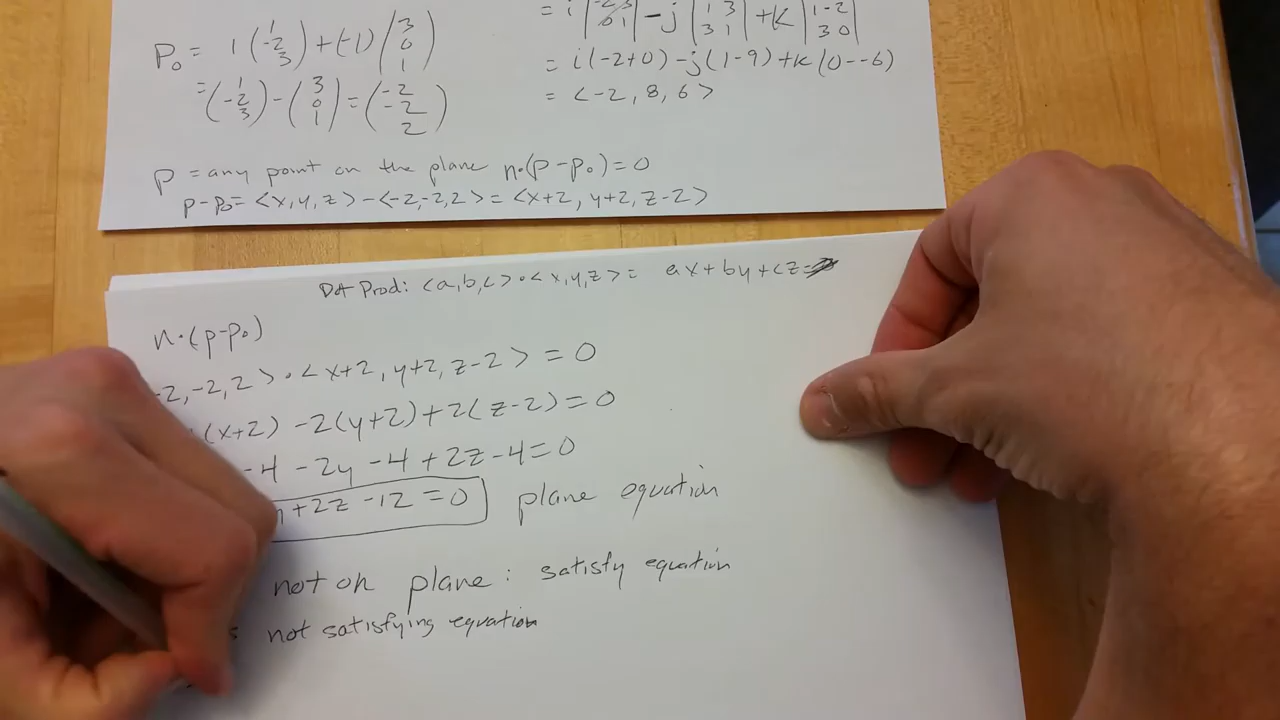 P₀ = 1 (1 -2 3) + (-1) (3 0 1)
= (1 -2 3) - (3 0 1) = (-2 -2 2)
= i | -2 3 0 1 | - j | 1 3 3 1 | + k | 1 -2 3 0 |
= i(-2+0) - j(1-9) + k(0--6)
= <-2, 8, 6>
P = any point on the plane n·(p-p₀) = 0
p-p₀ = <x, y, z> - <-2, -2, 2> = <x+2, y+2, z-2>
Dot Prod: <a, b, c> · <x, y, z> = ax + by + cz =
n·(p-p₀)
-2, -2, 2> · <x+2, y+2, z-2> = 0
(x+2) -2(y+2) + 2(z-2) = 0
-4 -2y -4 +2z -4 = 0
+2z -12 = 0 plane equation
not on plane: satisfy equation
not satisfying equation